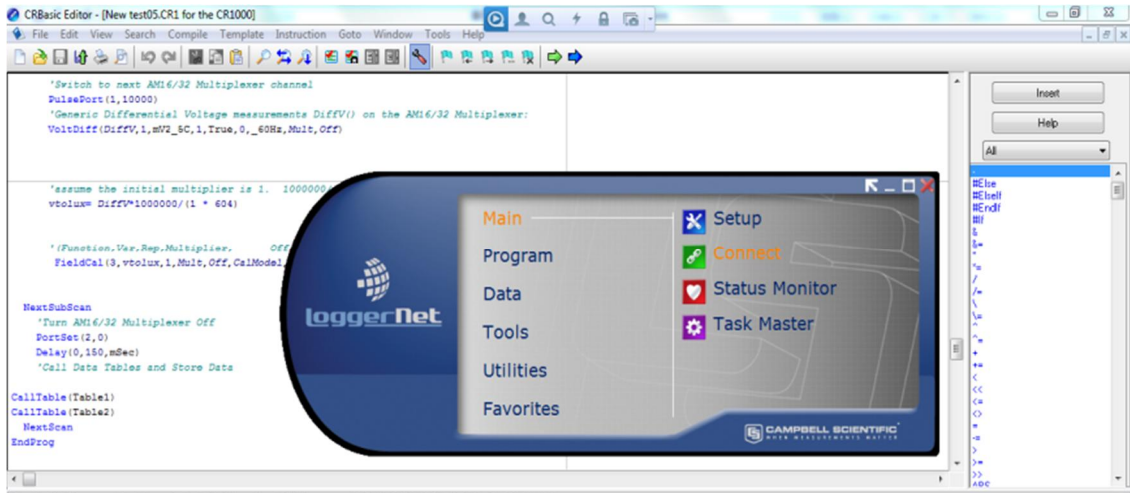 CRBasic Editor - [New test05.CR1 for the CR1000]
File Edit View Search Compile Template Instruction Goto Window Tools Help
'Switch to next AM16/32 Multiplexer channel
PulsePort(1,10000)
'Generic Differential Voltage measurements DiffV() on the AM16/32 Multiplexer:
VoltDiff(DiffV,1,mV2_5C,1,True,0,_60Hz,Mult,Off)
'assume the initial multiplier is 1. 1000000/
vtolux= DiffV*1000000/(1 * 604)
'(Function,Var,Rep,Multiplier, Off
FieldCal(3,vtolux,1,Mult,Off,CalModel,
NextSubScan
'Turn AM16/32 Multiplexer Off
PortSet(2,0)
Delay(0,150,mSec)
'Call Data Tables and Store Data
CallTable(Table1)
CallTable(Table2)
NextScan
EndProg
LoggerNet
Main
Program
Data
Tools
Utilities
Favorites
Setup
Connect
Status Monitor
Task Master
CAMPBELL SCIENTIFIC
WHEN MEASUREMENTS MATTER
Insert
Help
All
#Else
#ElseIf
#EndIf
#If
&
&=
*
*=
/
/=
\
\=
^
^=
+
+=
<
<<
<=
<>
=
-=
>
>=
>>
ABS